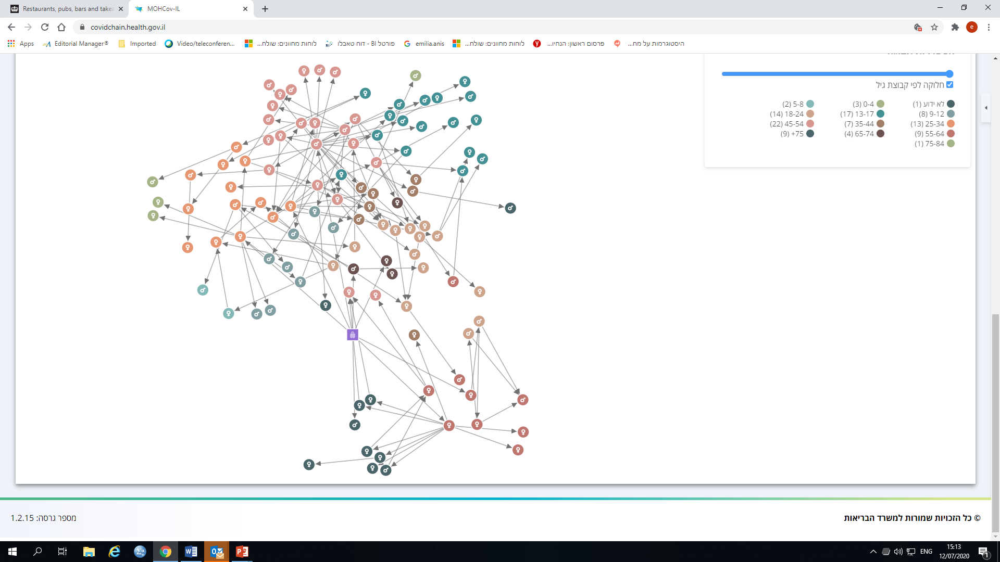 Restaurants, pubs, bars and takea
MOHCov-IL
covidchain.health.gov.il
e
Apps
Editorial Manager®
Imported
Video/teleconferen...
לוחות מחוונים: שולח...
פורטל BI - דוח טאבלו
emilia.anis
לוחות מחוונים: שולח...
פרסום ראשון: הנחיו...
היסטוגרמות על מח...
חלוקה לפי קבוצת גיל
לא ידוע (1)
0-4 (3)
5-8 (2)
9-12 (8)
13-17 (17)
18-24 (14)
25-34 (13)
35-44 (7)
45-54 (22)
55-64 (9)
65-74 (4)
75+ (9)
75-84 (1)
© כל הזכויות שמורות למשרד הבריאות
מספר גרסה: 1.2.15
ENG
15:13
12/07/2020
1